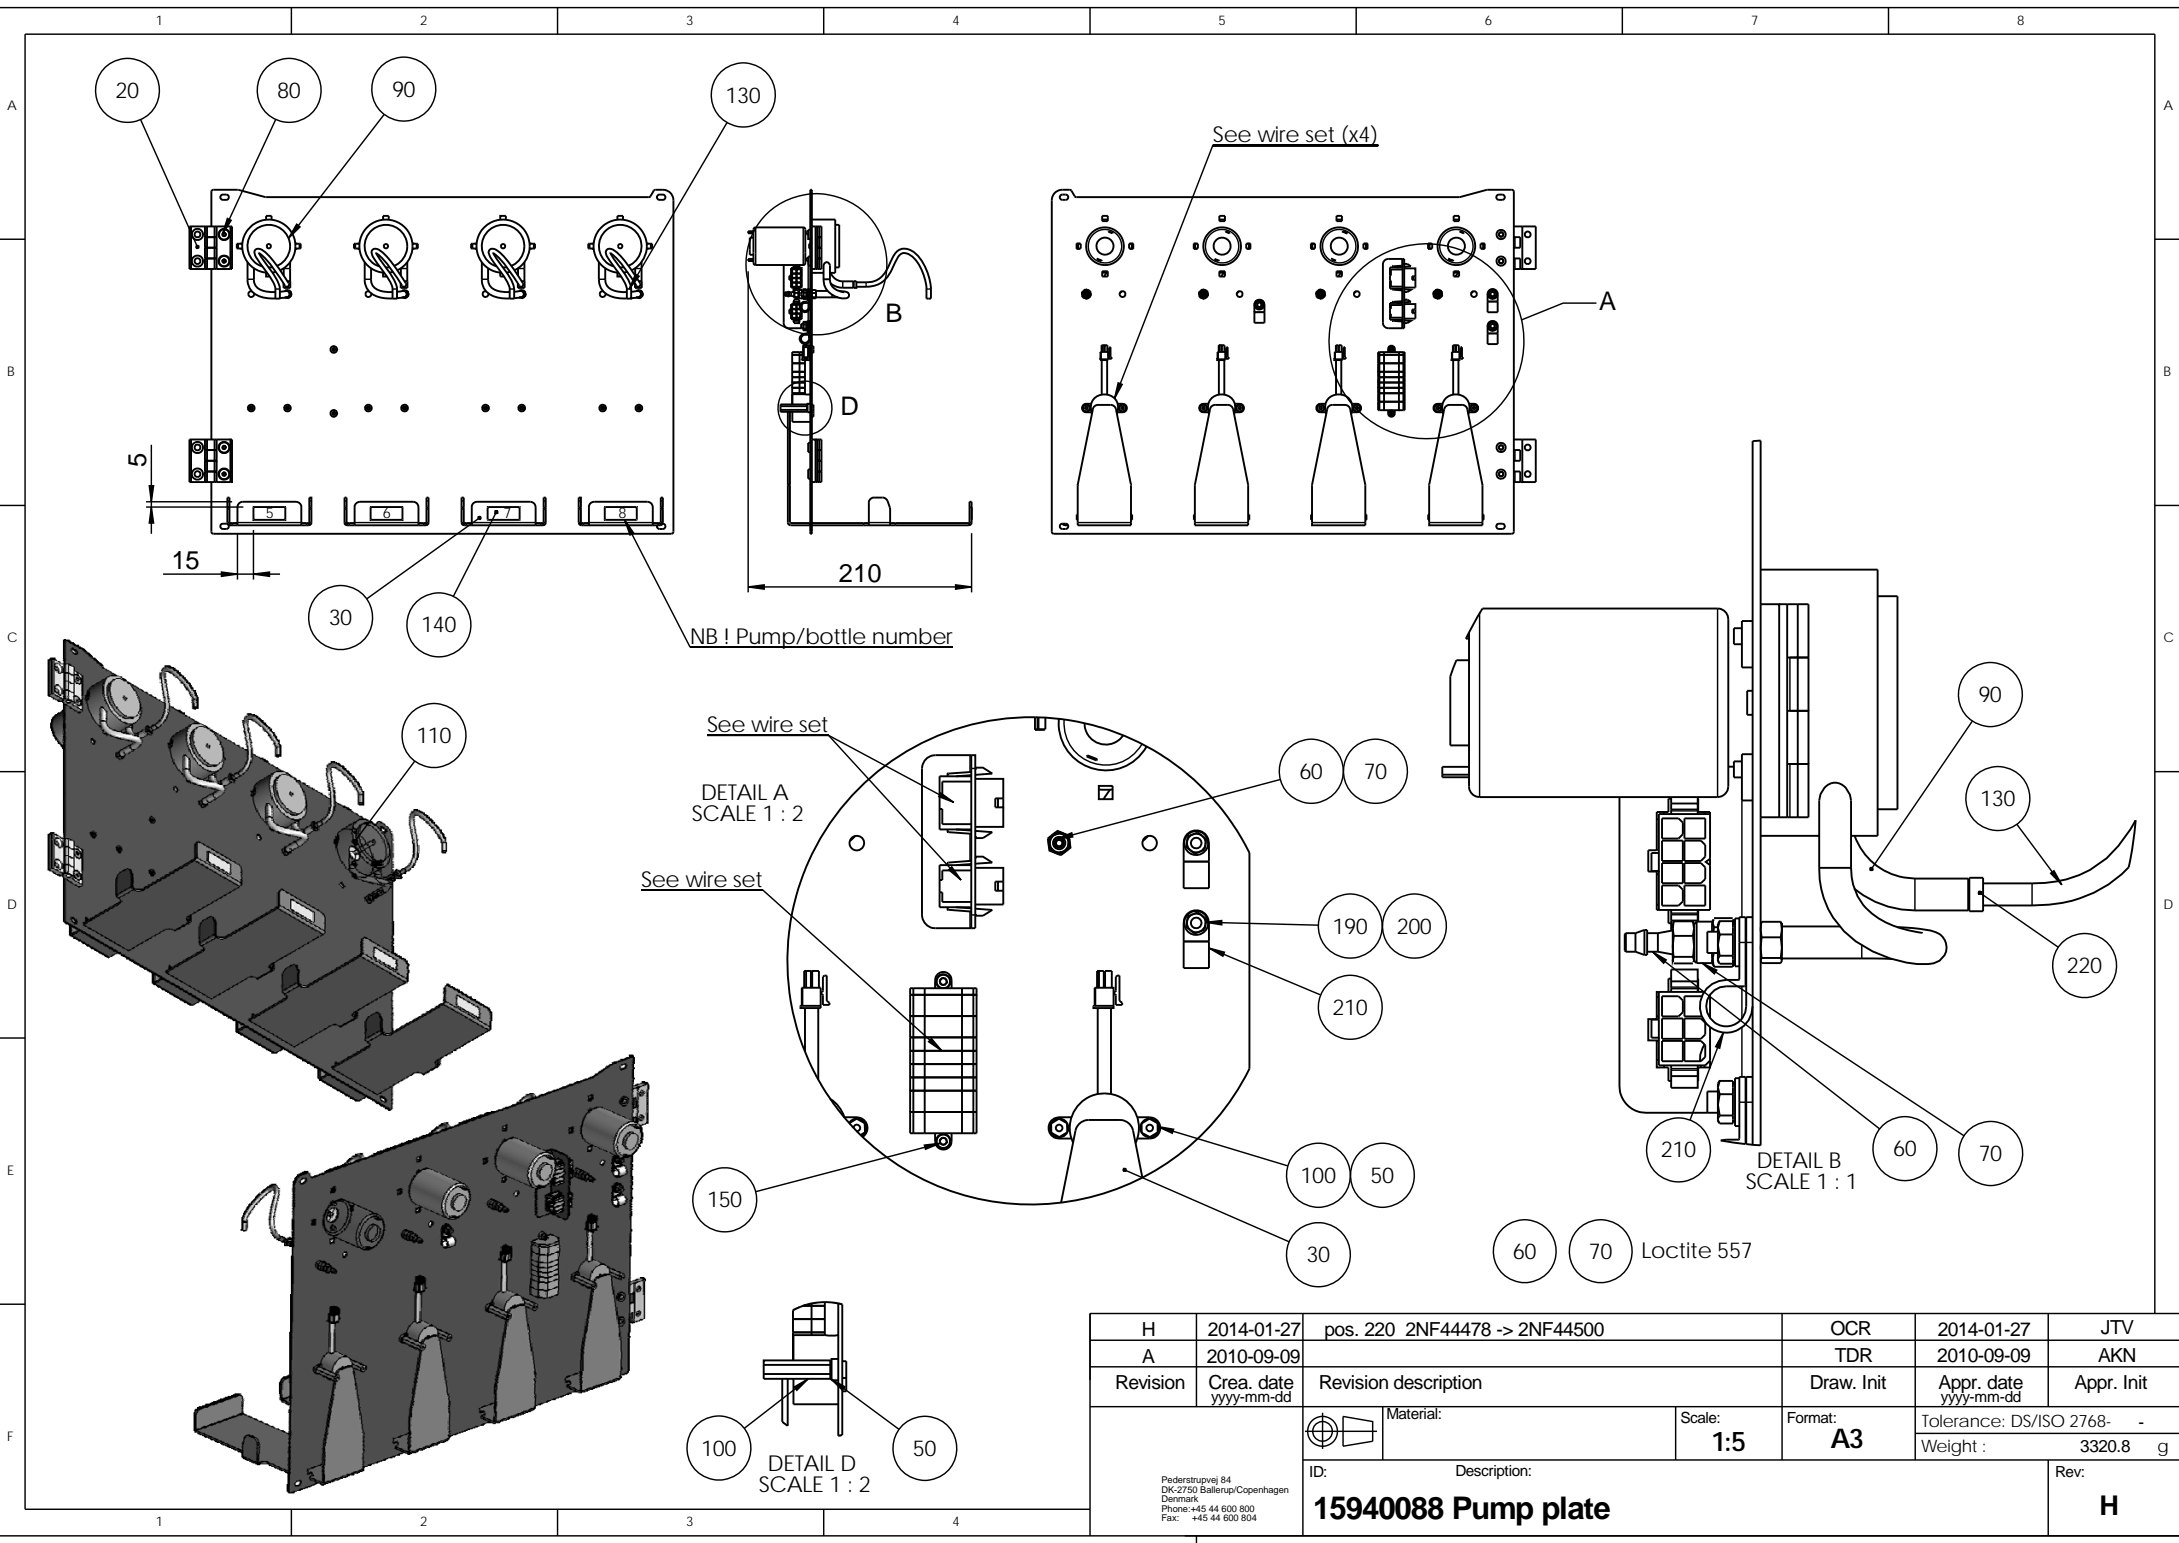 1 2 3 4 5 6 7 8
A A
20 80 90 130
See wire set (x4)
A
B
B
D
B
5
5 6 7 8
15
210
30 140
NB ! Pump/bottle number
C C
110
See wire set
DETAIL A
SCALE 1 : 2
See wire set
60 70
7
190 200
210
150
100 50
30
90
130
220
D D
210 60 70
DETAIL B
SCALE 1 : 1
E E
60 70 Loctite 557
100 50
DETAIL D
SCALE 1 : 2
F F
H 2014-01-27 pos. 220 2NF44478 -> 2NF44500 OCR 2014-01-27 JTV
A 2010-09-09 TDR 2010-09-09 AKN
Revision Crea. date Revision description Draw. Init Appr. date Appr. Init
yyyy-mm-dd yyyy-mm-dd
Material: Scale: Format: Tolerance: DS/ISO 2768- -
1:5 A3 Weight : 3320.8 g
Pederstrupvej 84
DK-2750 Ballerup/Copenhagen
Denmark
Phone:+45 44 600 800
Fax: +45 44 600 804
ID: Description: Rev:
15940088 Pump plate H
1 2 3 4